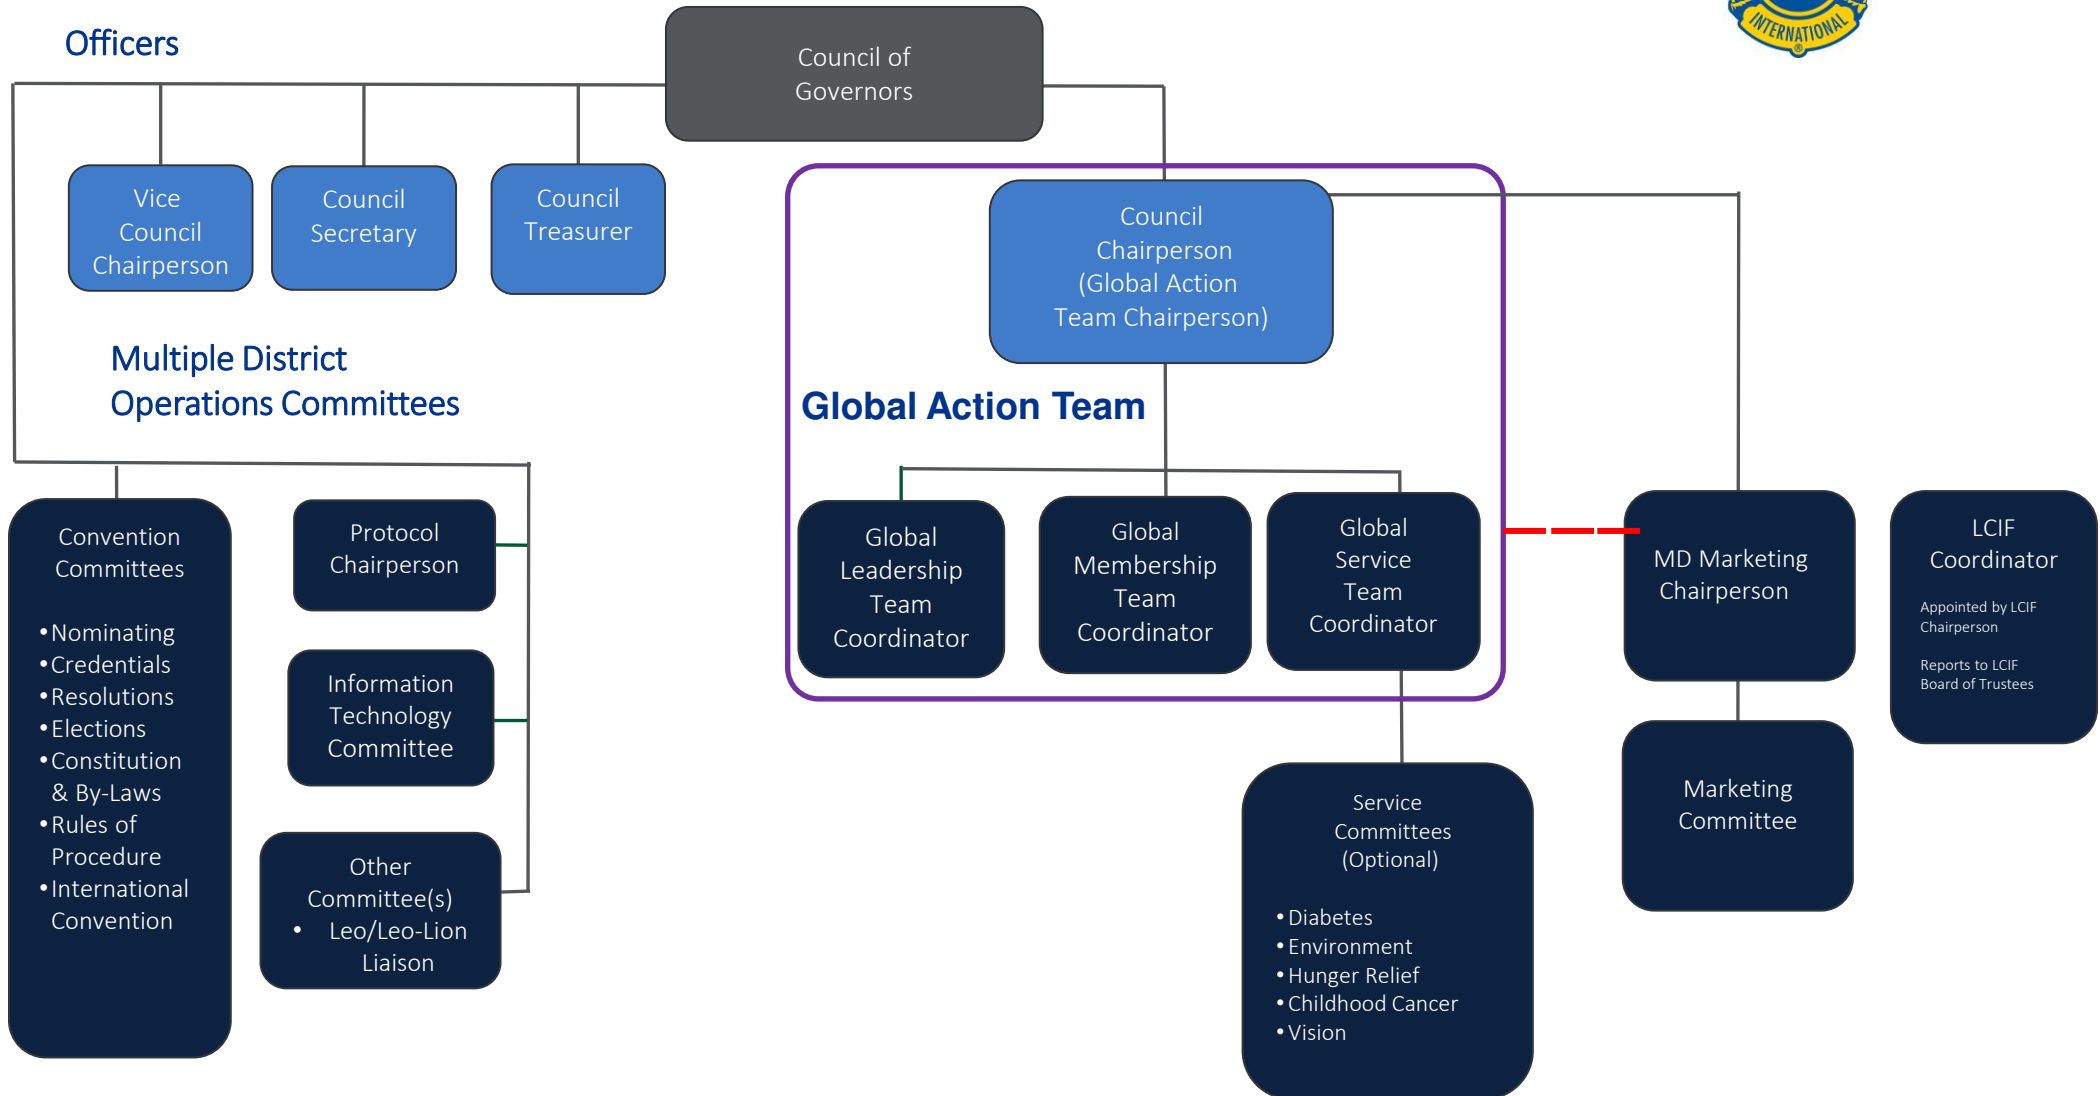 INTERNATIONAL
®
Officers
Council of
Governors
Vice
Council
Chairperson
Council
Secretary
Council
Treasurer
Council
Chairperson
(Global Action
Team Chairperson)
Multiple District
Operations Committees
Global Action Team
Convention
Committees
•Nominating
•Credentials
•Resolutions
•Elections
•Constitution
& By-Laws
•Rules of
Procedure
•International
Convention
Protocol
Chairperson
Information
Technology
Committee
Other
Committee(s)
• Leo/Leo-Lion
Liaison
Global
Leadership
Team
Coordinator
Global
Membership
Team
Coordinator
Global
Service
Team
Coordinator
Service
Committees
(Optional)
•Diabetes
•Environment
•Hunger Relief
•Childhood Cancer
•Vision
MD Marketing
Chairperson
Marketing
Committee
LCIF
Coordinator
Appointed by LCIF
Chairperson
Reports to LCIF
Board of Trustees